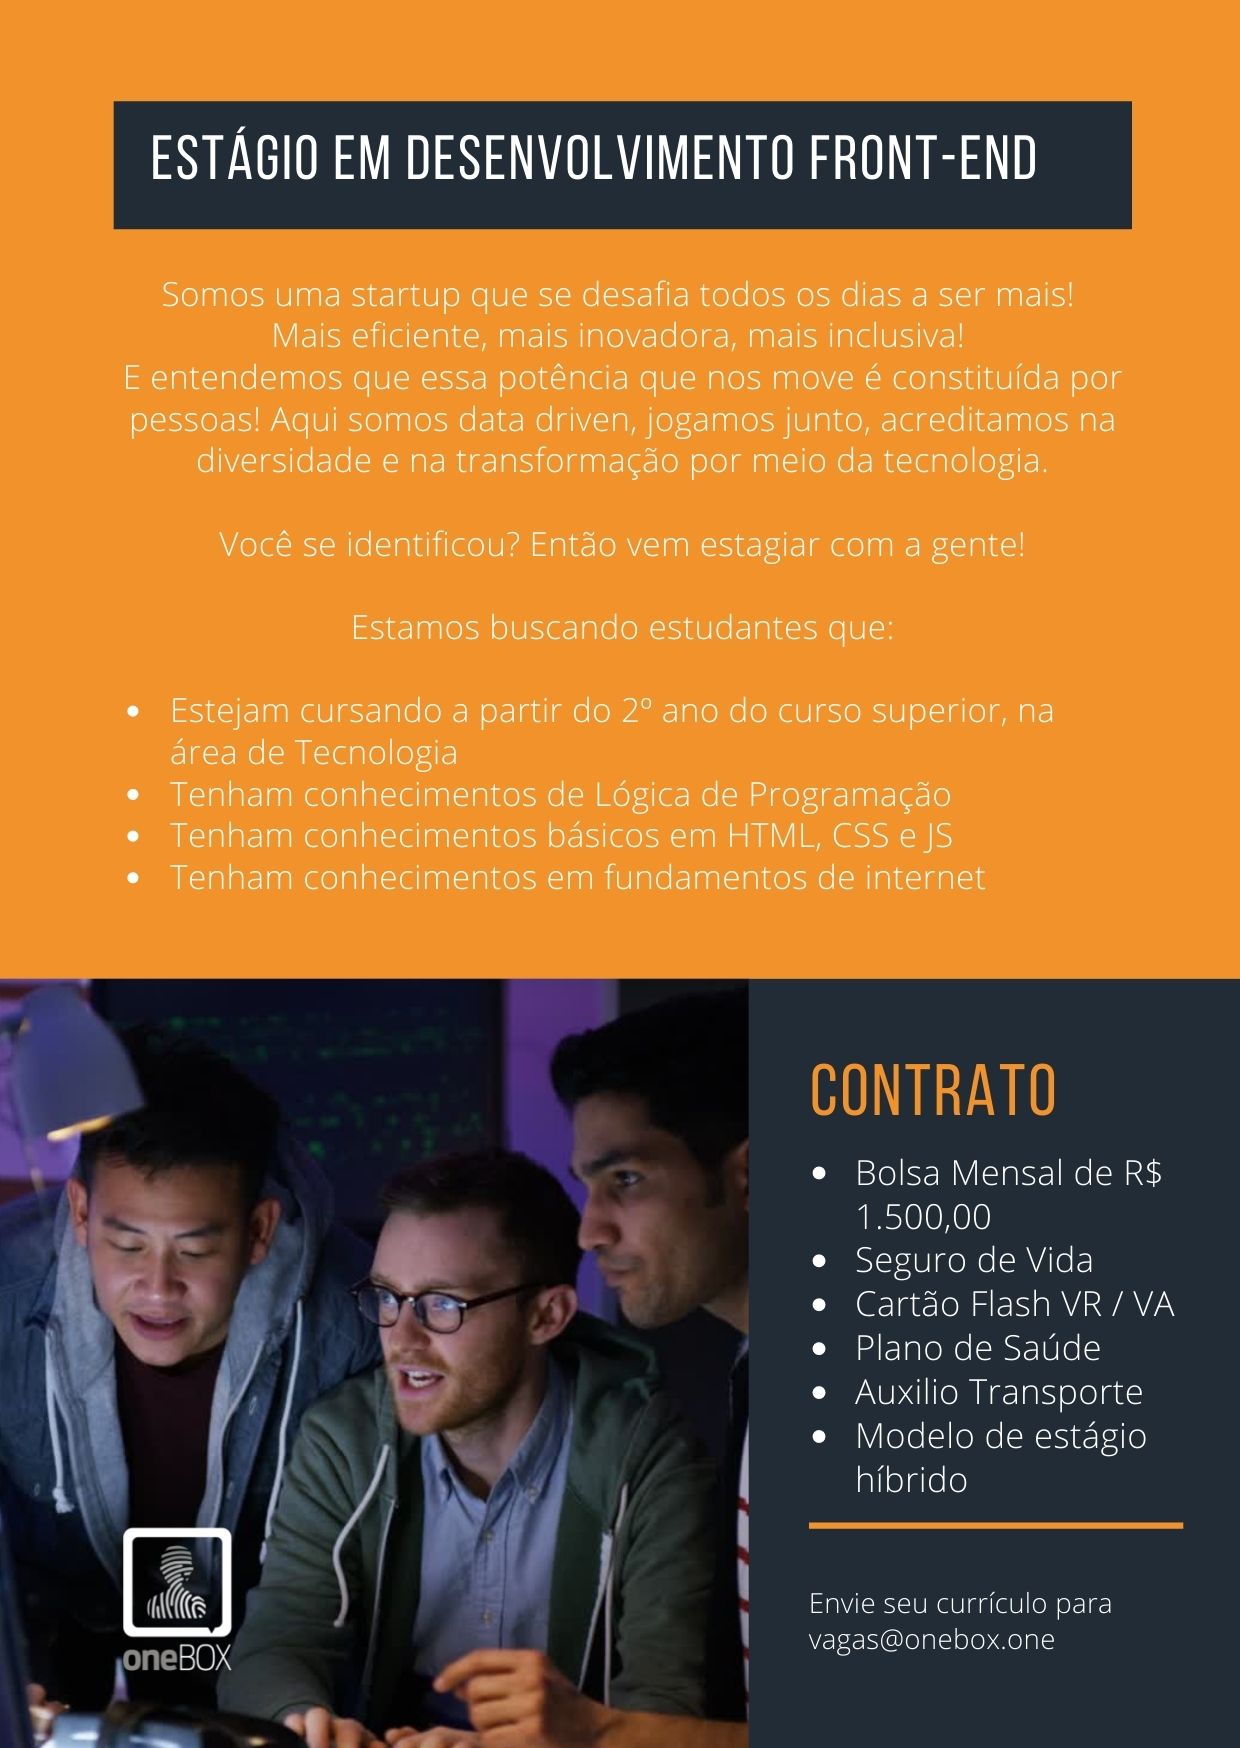 ESTÁGIO EM DESENVOLVIMENTO FRONT-END
Somos uma startup que se desafia todos os dias a ser mais!
Mais eficiente, mais inovadora, mais inclusiva!
E entendemos que essa potência que nos move é constituída por
pessoas! Aqui somos data driven, jogamos junto, acreditamos na
diversidade e na transformação por meio da tecnologia.
Você se identificou? Então vem estagiar com a gente!
Estamos buscando estudantes que:
• Estejam cursando a partir do 2º ano do curso superior, na
área de Tecnologia
• Tenham conhecimentos de Lógica de Programação
• Tenham conhecimentos básicos em HTML, CSS e JS
• Tenham conhecimentos em fundamentos de internet
CONTRATO
• Bolsa Mensal de R$
1.500,00
• Seguro de Vida
• Cartão Flash VR / VA
• Plano de Saúde
• Auxilio Transporte
• Modelo de estágio
híbrido
Envie seu currículo para
vagas@onebox.one
oneBOX